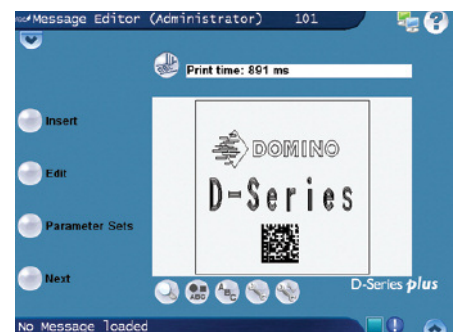 Message Editor (Administrator) 101
Print time: 891 ms
Insert
DOMINO
Edit
D-Series
Parameter Sets
Next
D-Series plus
No Message loaded